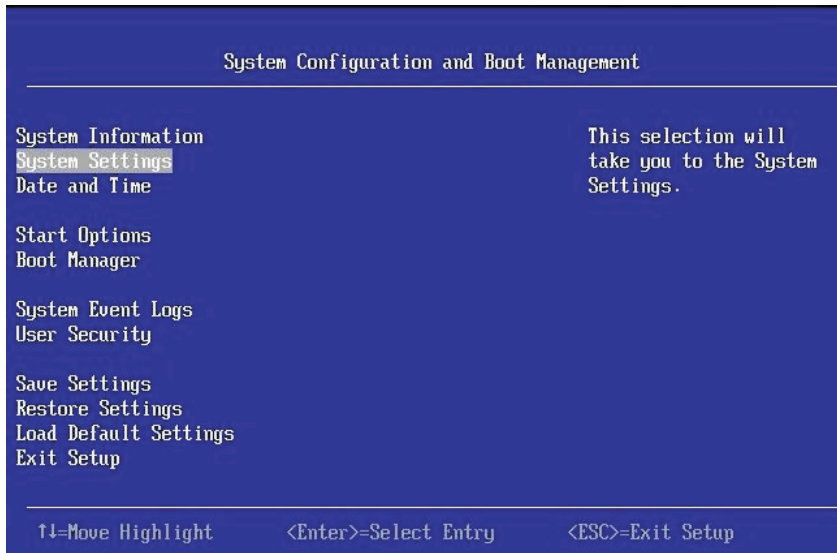 System Configuration and Boot Management
System Information
System Settings
Date and Time
Start Options
Boot Manager
System Event Logs
User Security
Save Settings
Restore Settings
Load Default Settings
Exit Setup
This selection will
take you to the System
Settings.
↑↓=Move Highlight <Enter>=Select Entry <ESC>=Exit Setup